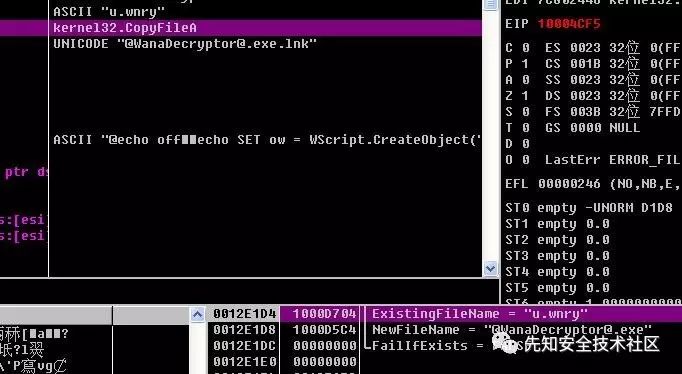 ASCII "u.wnry"
kernel32.CopyFileA
UNICODE "@WanaDecryptor@.exe.lnk"
ASCII "@echo off■■echo SET ow = WScript.CreateObject("
ptr ds
s:[esi]
s:[esi]
EIP 10004CF5
C 0 ES 0023 32位 0(FF
P 1 CS 001B 32位 0(FF
A 0 SS 0023 32位 0(FF
Z 1 DS 0023 32位 0(FF
S 0 FS 003B 32位 7FFD
T 0 GS 0000 NULL
D 0
O 0 LastErr ERROR_FIL
EFL 00000246 (NO,NB,E,
ST0 empty -UNORM D1D8
ST1 empty 0.0
ST2 empty 0.0
ST3 empty 0.0
ST4 empty 0.0
ST5 empty 0.0
ST6 empty 1.0000000000
0012E1D4 1000D704 ExistingFileName = "u.wnry"
0012E1D8 1000D5C4 NewFileName = "@WanaDecryptor@.exe"
0012E1DC 00000000 FailIfExists =
0012E1E0 00000000
先知安全技术社区